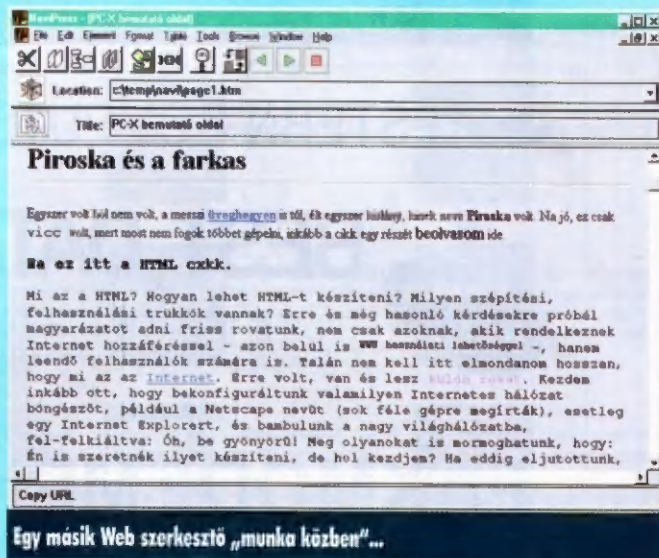 NaviPress - [PC-X bemutató oldal]
File Edit Element Format Table Tools Browse Window Help
Location: c:\temp\navi\page1.htm
Title: PC-X bemutató oldal
Piroska és a farkas
Egyszer volt hol nem volt, a messzi üveghegyen is túl, élt egyszer kislány, kinek neve Piroska volt. Na jó, ez csak
vicc volt, mert most nem fogok többet gépelni, inkább a cikk egy részét beolvasom ide.
Ha ez itt a HTML cxkk.
Mi az a HTML? Hogyan lehet HTML-t készíteni? Milyen szépítési,
felhasználási trükkök vannak? Erre és még hasonló kérdésekre próbál
magyarázatot adni friss rovatunk, nem csak azoknak, akik rendelkeznek
Internet hozzáféréssel - azon belül is WWW használati lehetőséggel -, hanem
leendő felhasználók számára is. Talán nem kell itt elmondanom hosszan,
hogy mi az az Internet. Erre volt, van és lesz külön rovat. Kezdem
inkább ott, hogy bekonfiguráltunk valamilyen Internetes hálózat
böngészőt, például a Netscape nevűt (sok féle gépre megírták), esetleg
egy Internet Explorert, és bambulunk a nagy világhálózatba,
fel-felkiáltva: Óh, be gyönyörű! Meg olyanokat is mormoghatunk, hogy:
Én is szeretnék ilyet készíteni, de hol kezdjem? Ha eddig eljutottunk,
Copy URL
Egy másik Web szerkesztő „munka közben”...